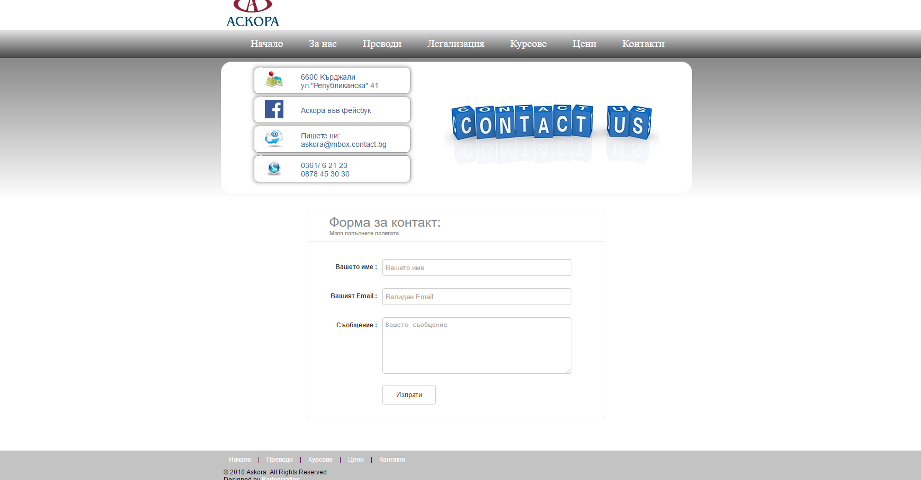 АСКОРА
Начало За нас Преводи Легализация Курсове Цени Контакти
6600 Кърджали
ул."Републиканска" 41
Аскора във фейсбук
Пишете ни:
askora@mbox.contact.bg
0361/ 6 21 23
0878 45 30 30
CONTACT US
Форма за контакт:
Моля попълнете полетата
Вашето име :
Вашето име
Вашият Email :
Валиден Email
Съобщение :
Вашето съобщение
Изпрати
Начало | Преводи | Курсове | Цени | Контакти
© 2010 Askora. All Rights Reserved
Designed by